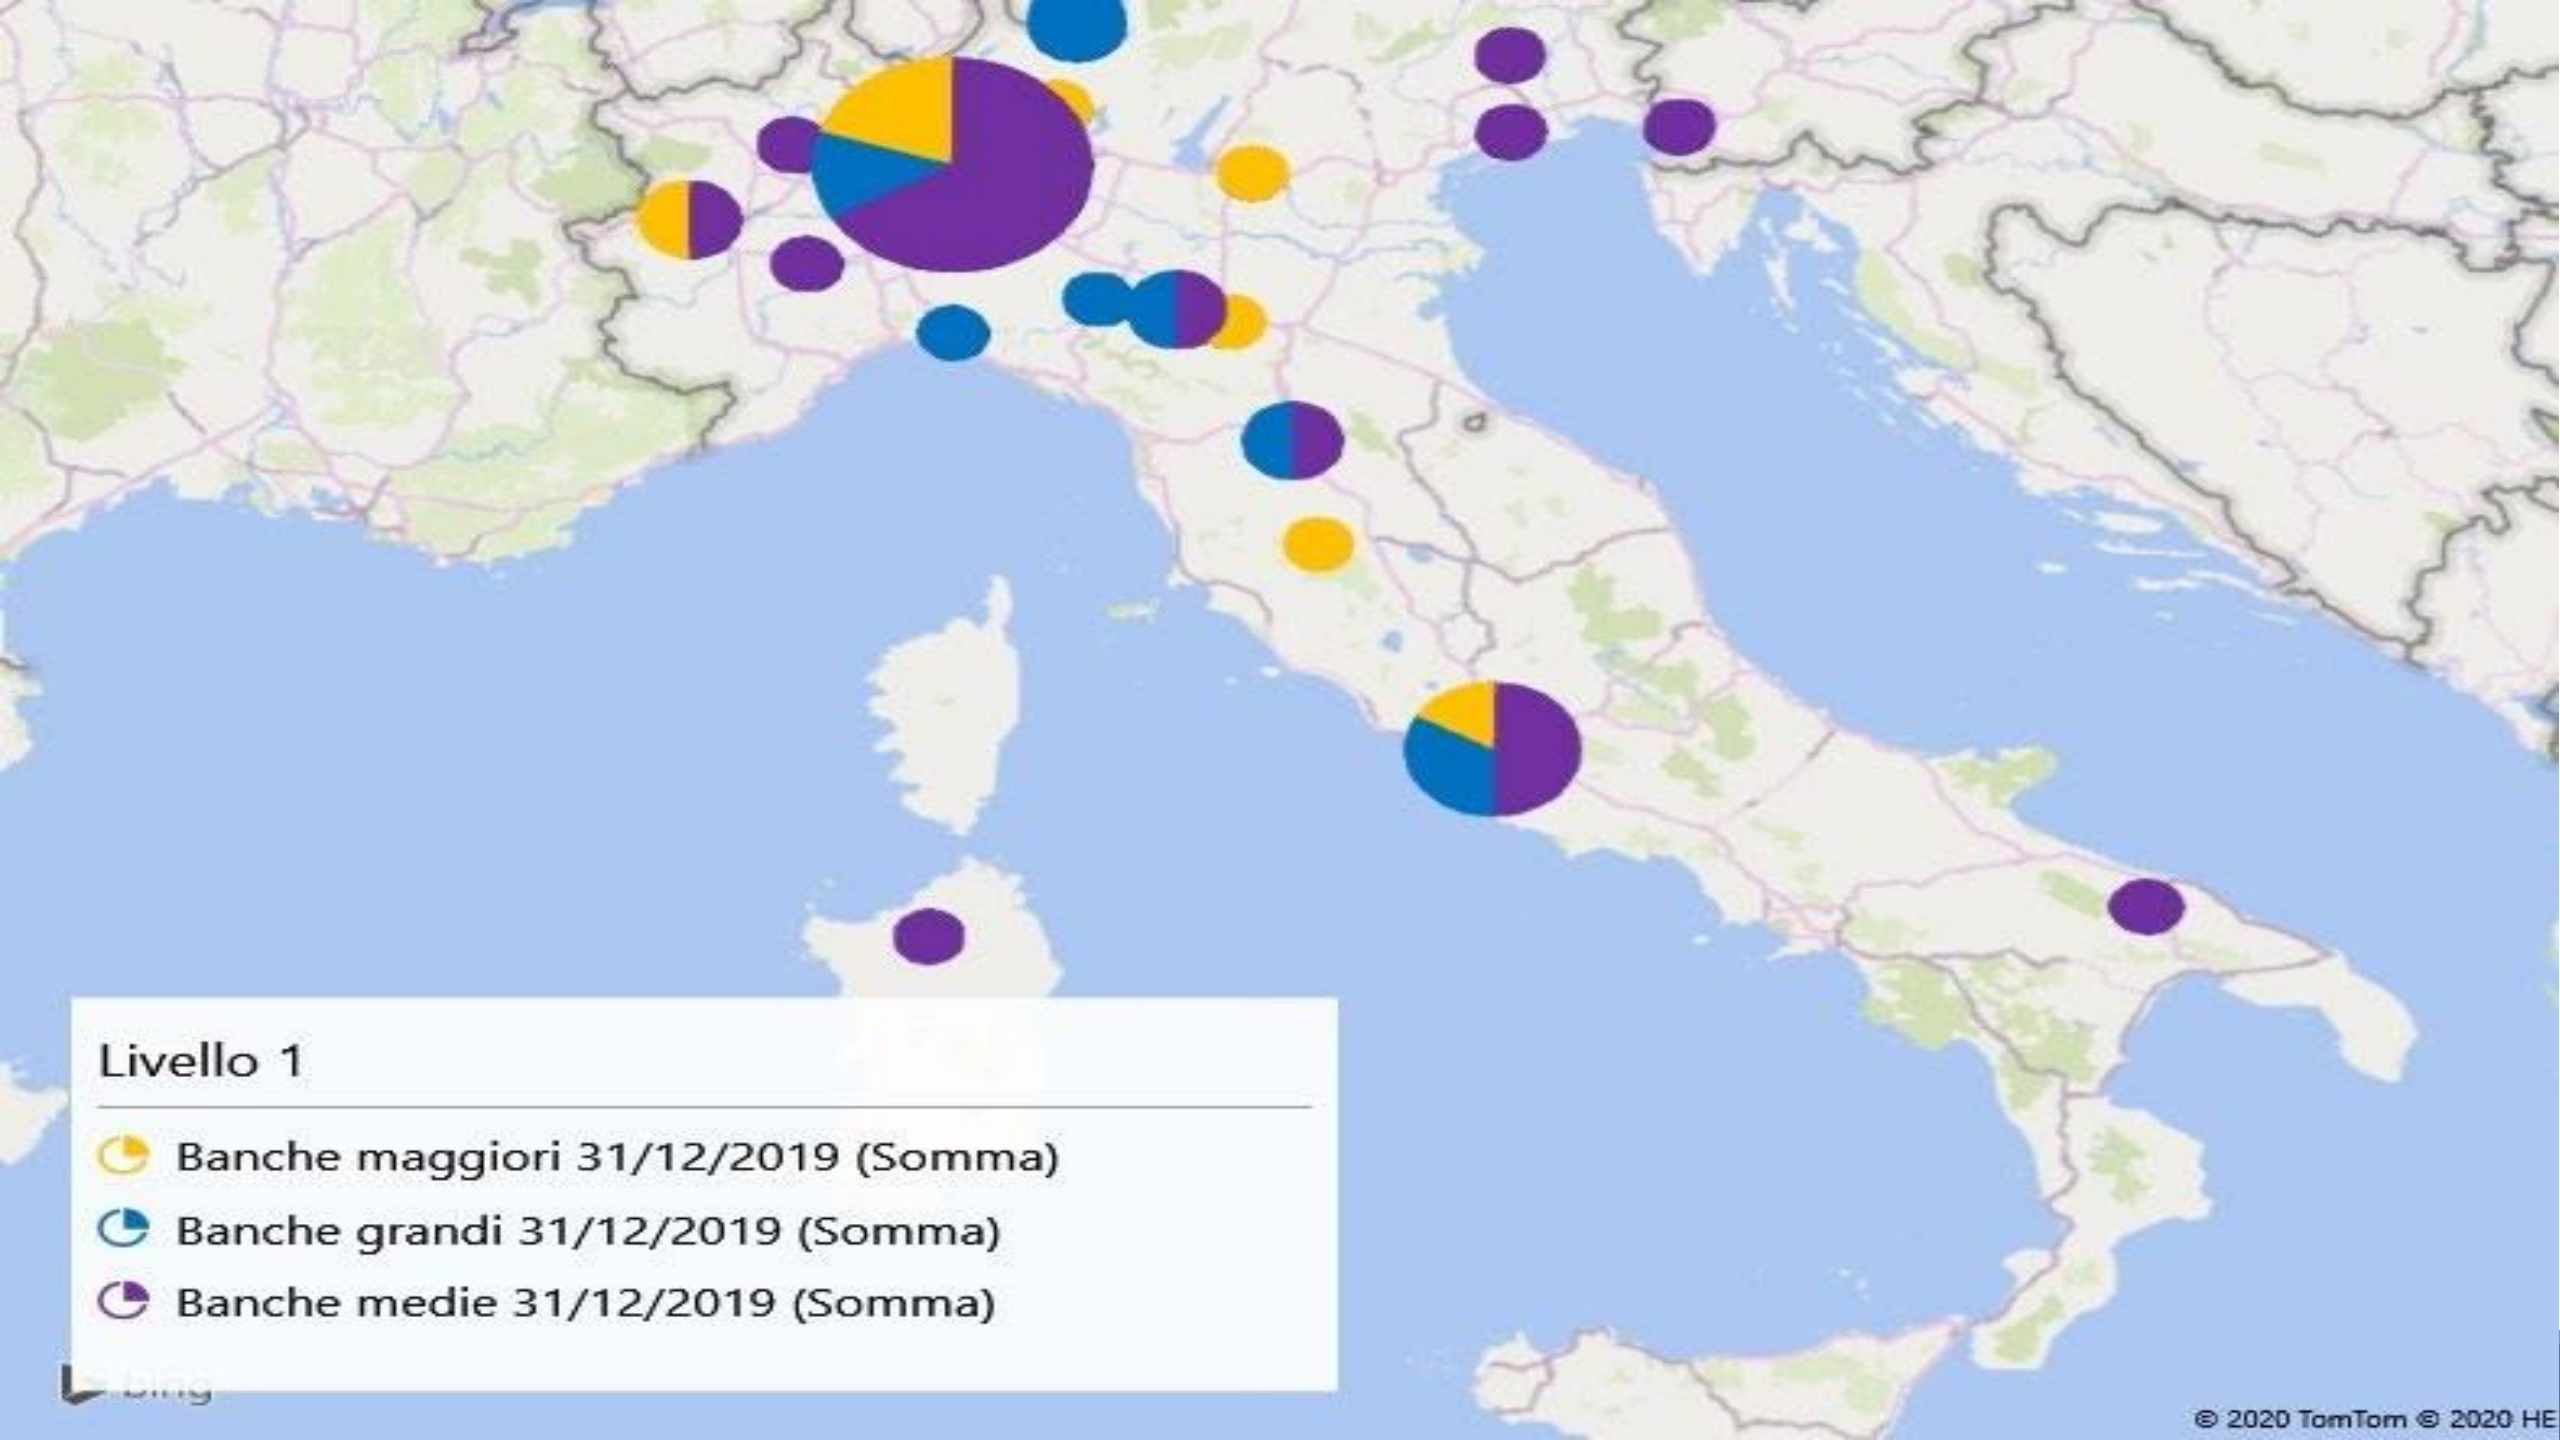 Livello 1
Banche maggiori 31/12/2019 (Somma)
Banche grandi 31/12/2019 (Somma)
Banche medie 31/12/2019 (Somma)
bing
© 2020 TomTom © 2020 HE